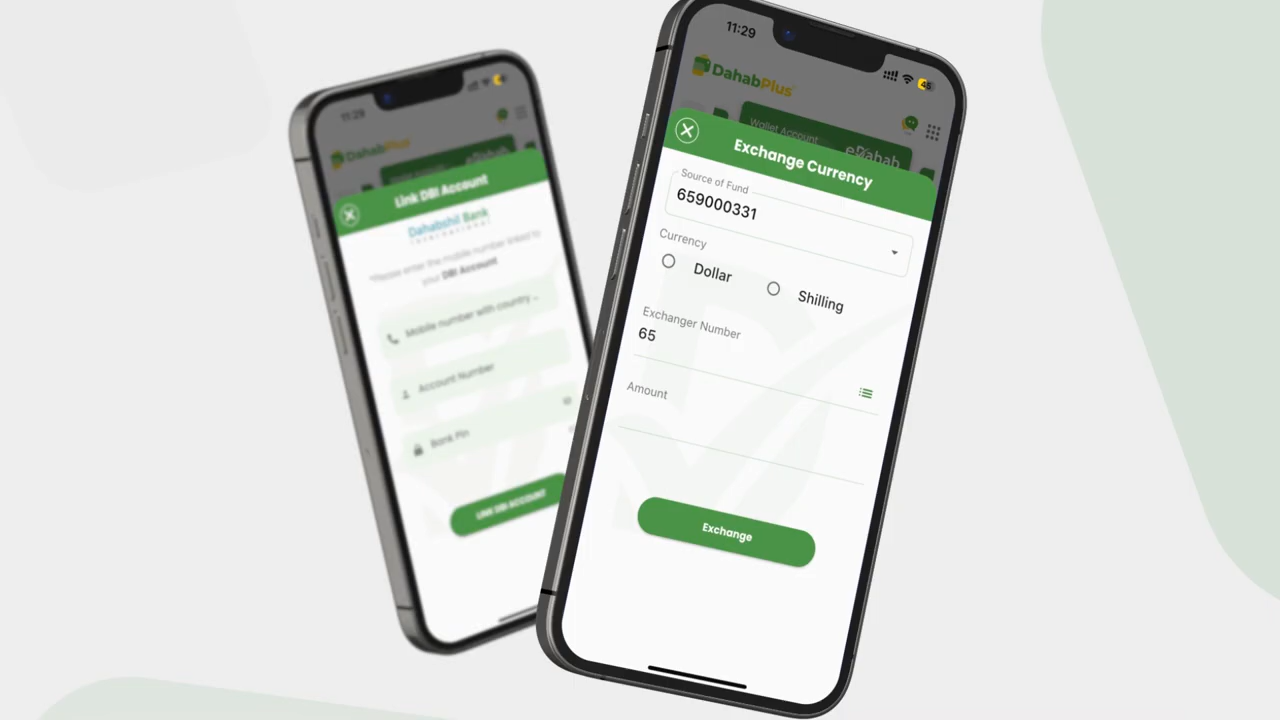 11:29
DahabPlus
Link DBI Account
Dahabshil Bank
International
*Please enter the mobile number linked to
your DBI Account
Mobile number with country ..
Account Number
Bank Pin
LINK DBI ACCOUNT
11:29
45
DahabPlus
Wallet Account
eDahab
Exchange Currency
Source of Fund
659000331
Currency
Dollar
Shilling
Exchanger Number
65
Amount
Exchange